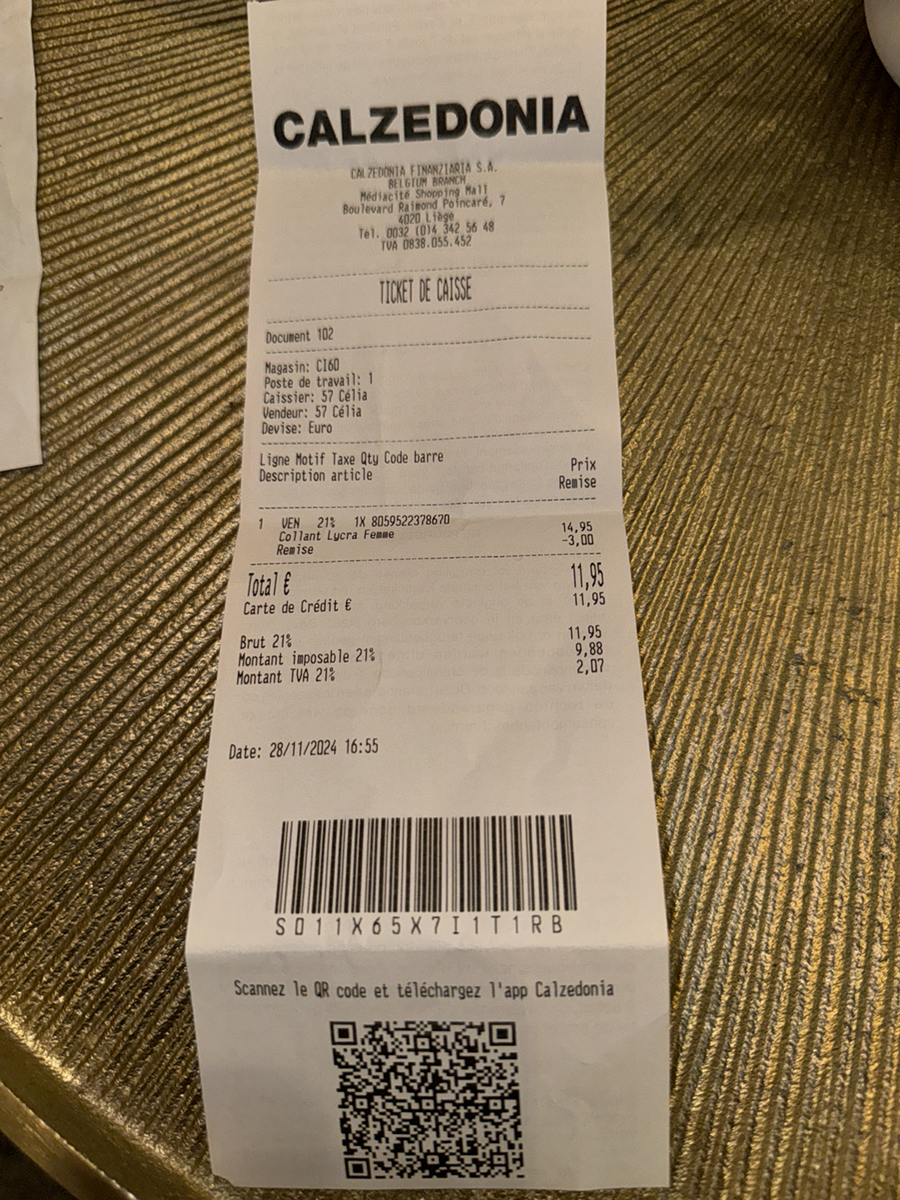 CALZEDONIA
CALZEDONIA FINANZIARIA S.A.
BELGIUM BRANCH
Médiacité Shopping Mall
Boulevard Raimond Poincaré, 7
4020 Liège
Tel. 0032 (0)4 342 56 48
TVA 0838.055.452
TICKET DE CAISSE
Document 102
Magasin: CI60
Poste de travail: 1
Caissier: 57 Célia
Vendeur: 57 Célia
Devise: Euro
Ligne Motif Taxe Qty Code barre Prix
Description article Remise
1 VEN 21% 1X 8059522378670 14,95
Collant Lycra Femme -3,00
Remise
Total € 11,95
Carte de Crédit € 11,95
Brut 21% 11,95
Montant imposable 21% 9,88
Montant TVA 21% 2,07
Date: 28/11/2024 16:55
S011X65X7I1T1RB
Scannez le QR code et téléchargez l'app Calzedonia